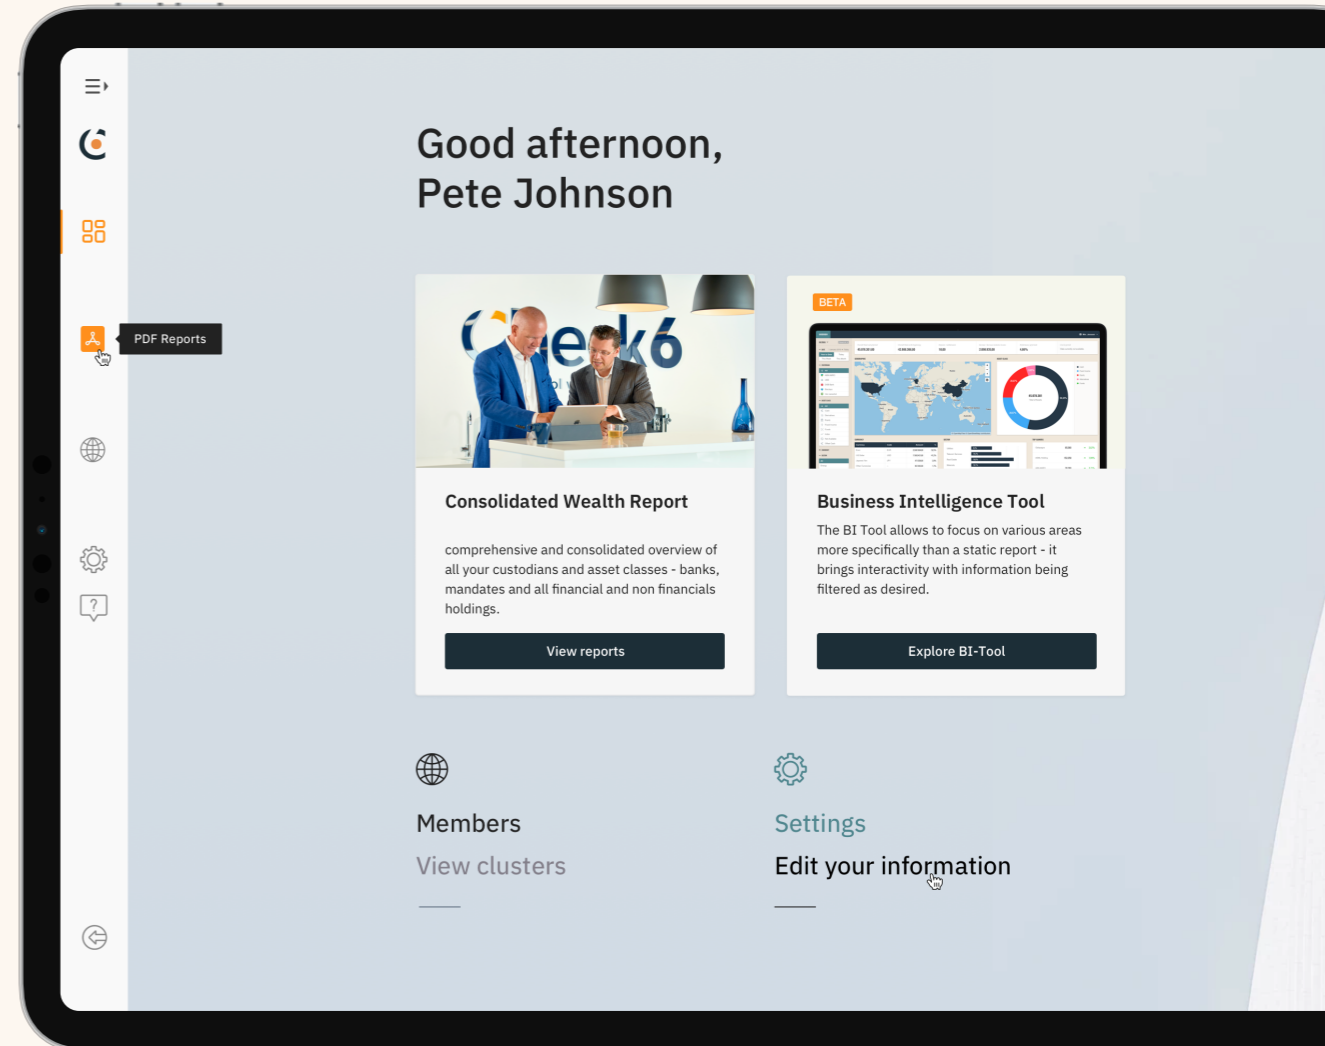 Good afternoon,
Pete Johnson
PDF Reports
Check6
BETA
Consolidated Wealth Report
comprehensive and consolidated overview of
all your custodians and asset classes - banks,
mandates and all financial and non financials
holdings.
View reports
Business Intelligence Tool
The BI Tool allows to focus on various areas
more specifically than a static report - it
brings interactivity with information being
filtered as desired.
Explore BI-Tool
Members
View clusters
Settings
Edit your information